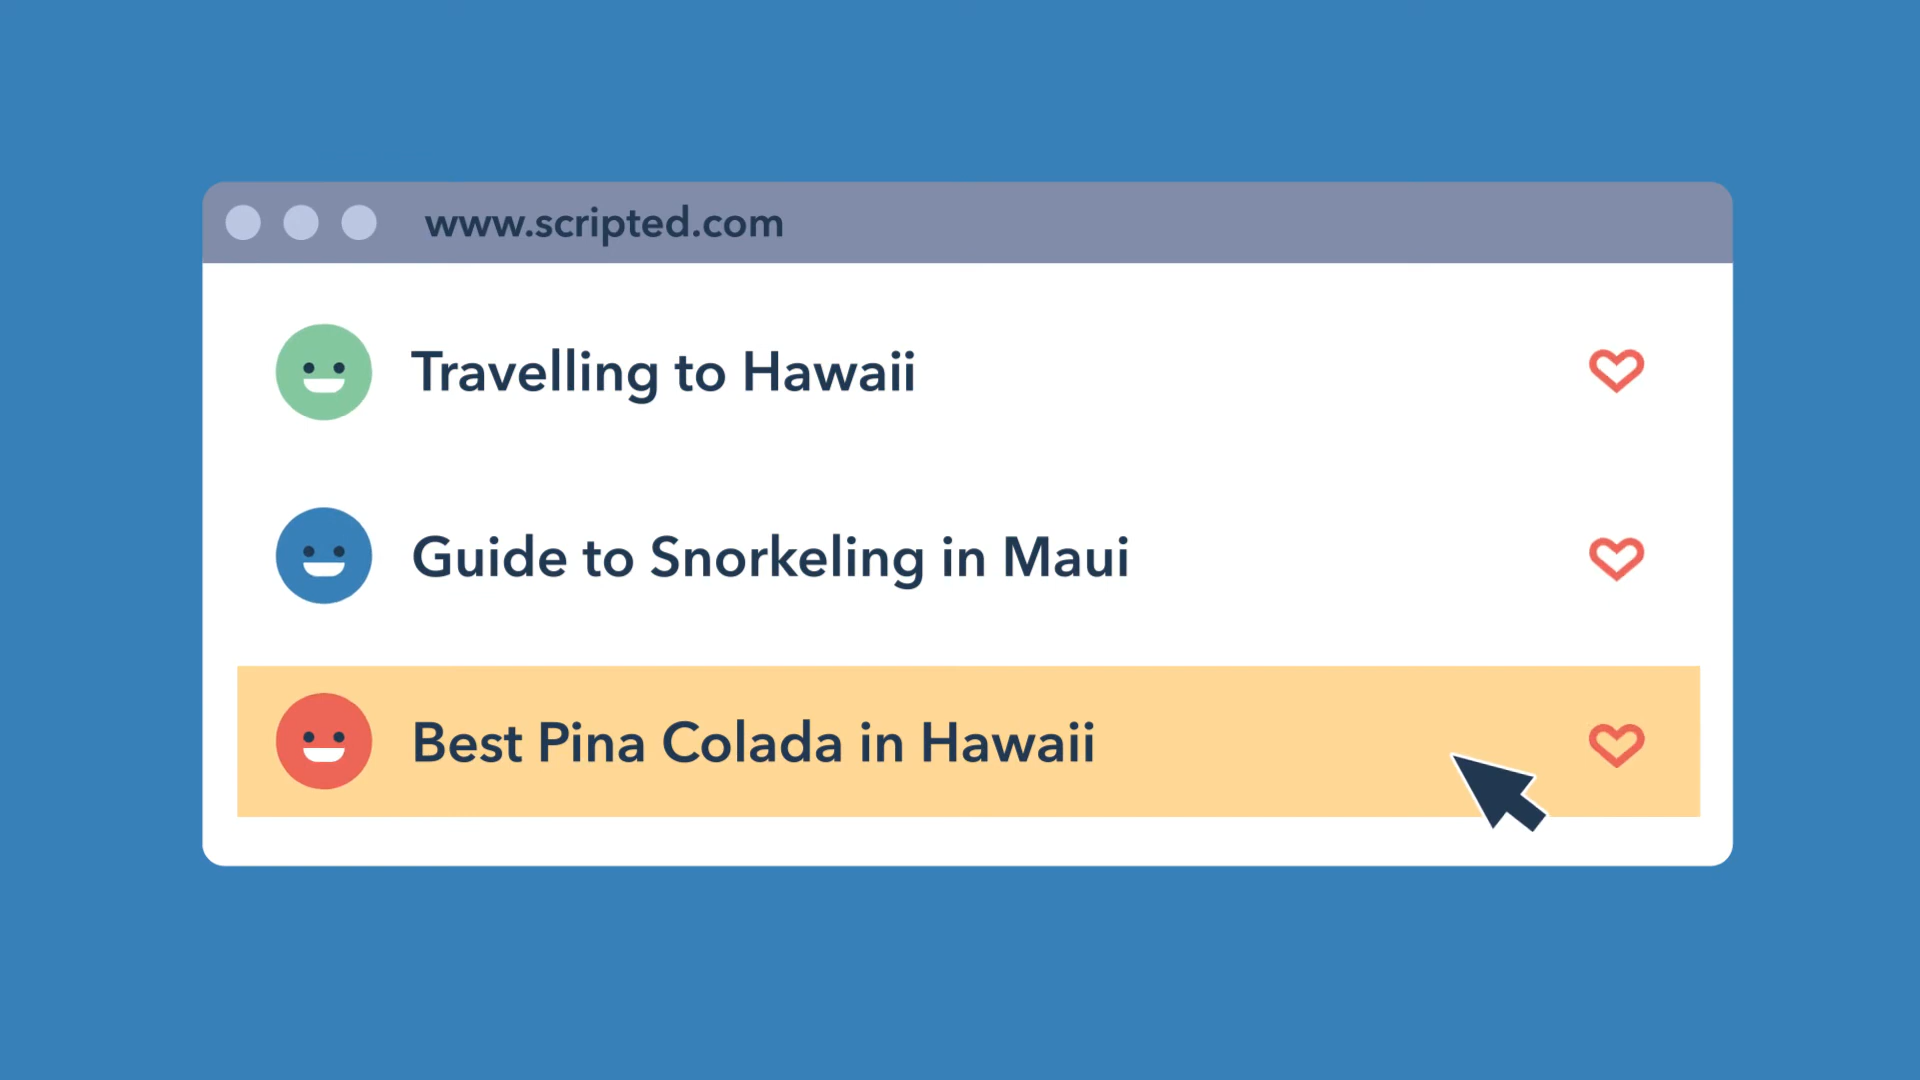 www.scripted.com
Travelling to Hawaii
Guide to Snorkeling in Maui
Best Pina Colada in Hawaii